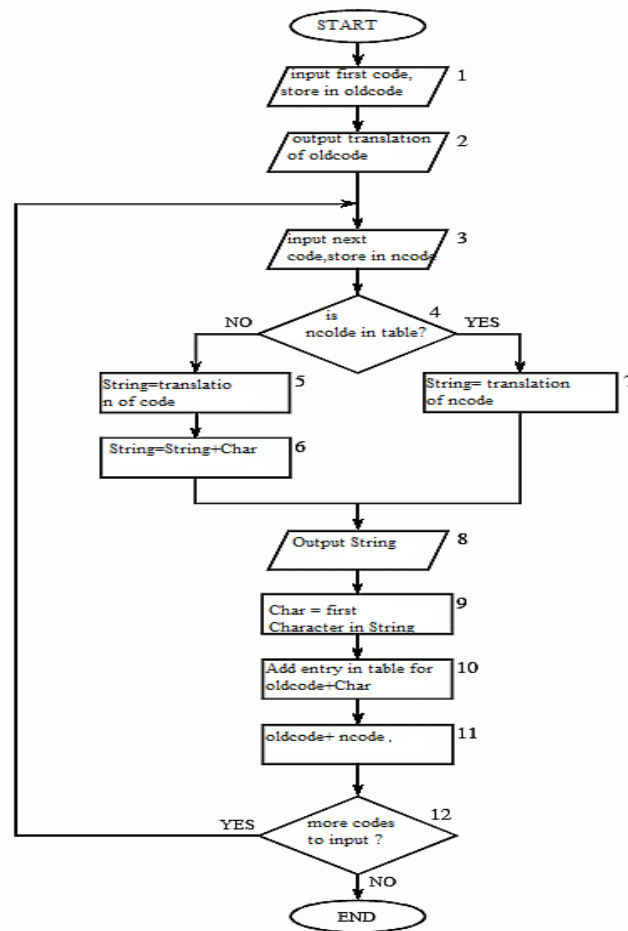 START
input first code,
store in oldcode
1
output translation
of oldcode
2
input next
code,store in ncode
3
is
ncolde in table?
4
NO
YES
String=translatio
n of code
5
String= translation
of ncode
String=String+Char
6
Output String
8
Char = first
Character in String
9
Add entry in table for
oldcode+Char
10
oldcode+ ncode .
11
more codes
to input ?
12
YES
NO
END